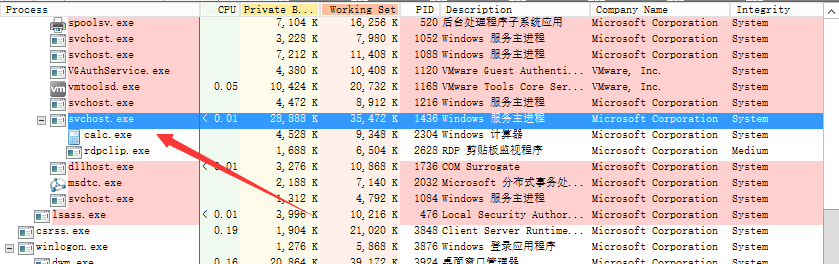 Process CPU Private B... Working Set PID Description Company Name Integrity
spoolsv.exe 7,104 K 16,256 K 520 后台处理程序子系统应用 Microsoft Corporation System
svchost.exe 3,228 K 7,980 K 1052 Windows 服务主进程 Microsoft Corporation System
svchost.exe 7,212 K 11,408 K 1088 Windows 服务主进程 Microsoft Corporation System
VGAuthService.exe 4,380 K 11,408 K 1120 VMware Guest Authenti... VMware, Inc. System
vm vmtoolsd.exe 0.05 10,424 K 20,732 K 1168 VMware Tools Core Ser... VMware, Inc. System
svchost.exe 4,472 K 8,912 K 1216 Windows 服务主进程 Microsoft Corporation System
svchost.exe < 0.01 28,888 K 35,472 K 1436 Windows 服务主进程 Microsoft Corporation System
calc.exe 4,528 K 9,348 K 2304 Windows 计算器 Microsoft Corporation System
rdpclip.exe 1,688 K 6,504 K 2628 RDP 剪贴板监视程序 Microsoft Corporation Medium
dllhost.exe < 0.01 3,276 K 10,868 K 1736 COM Surrogate Microsoft Corporation System
msdtc.exe 2,188 K 7,140 K 2032 Microsoft 分布式事务处... Microsoft Corporation System
svchost.exe 1,312 K 4,792 K 1084 Windows 服务主进程 Microsoft Corporation System
lsass.exe < 0.01 3,996 K 10,216 K 476 Local Security Author... Microsoft Corporation System
csrss.exe 0.19 1,904 K 21,020 K 3848 Client Server Runtime... Microsoft Corporation System
winlogon.exe 1,276 K 5,868 K 3876 Windows 登录应用程序 Microsoft Corporation System
dwm.exe 0.16 20,864 K 39,172 K 3924 桌面窗口管理器 Microsoft Corporation System